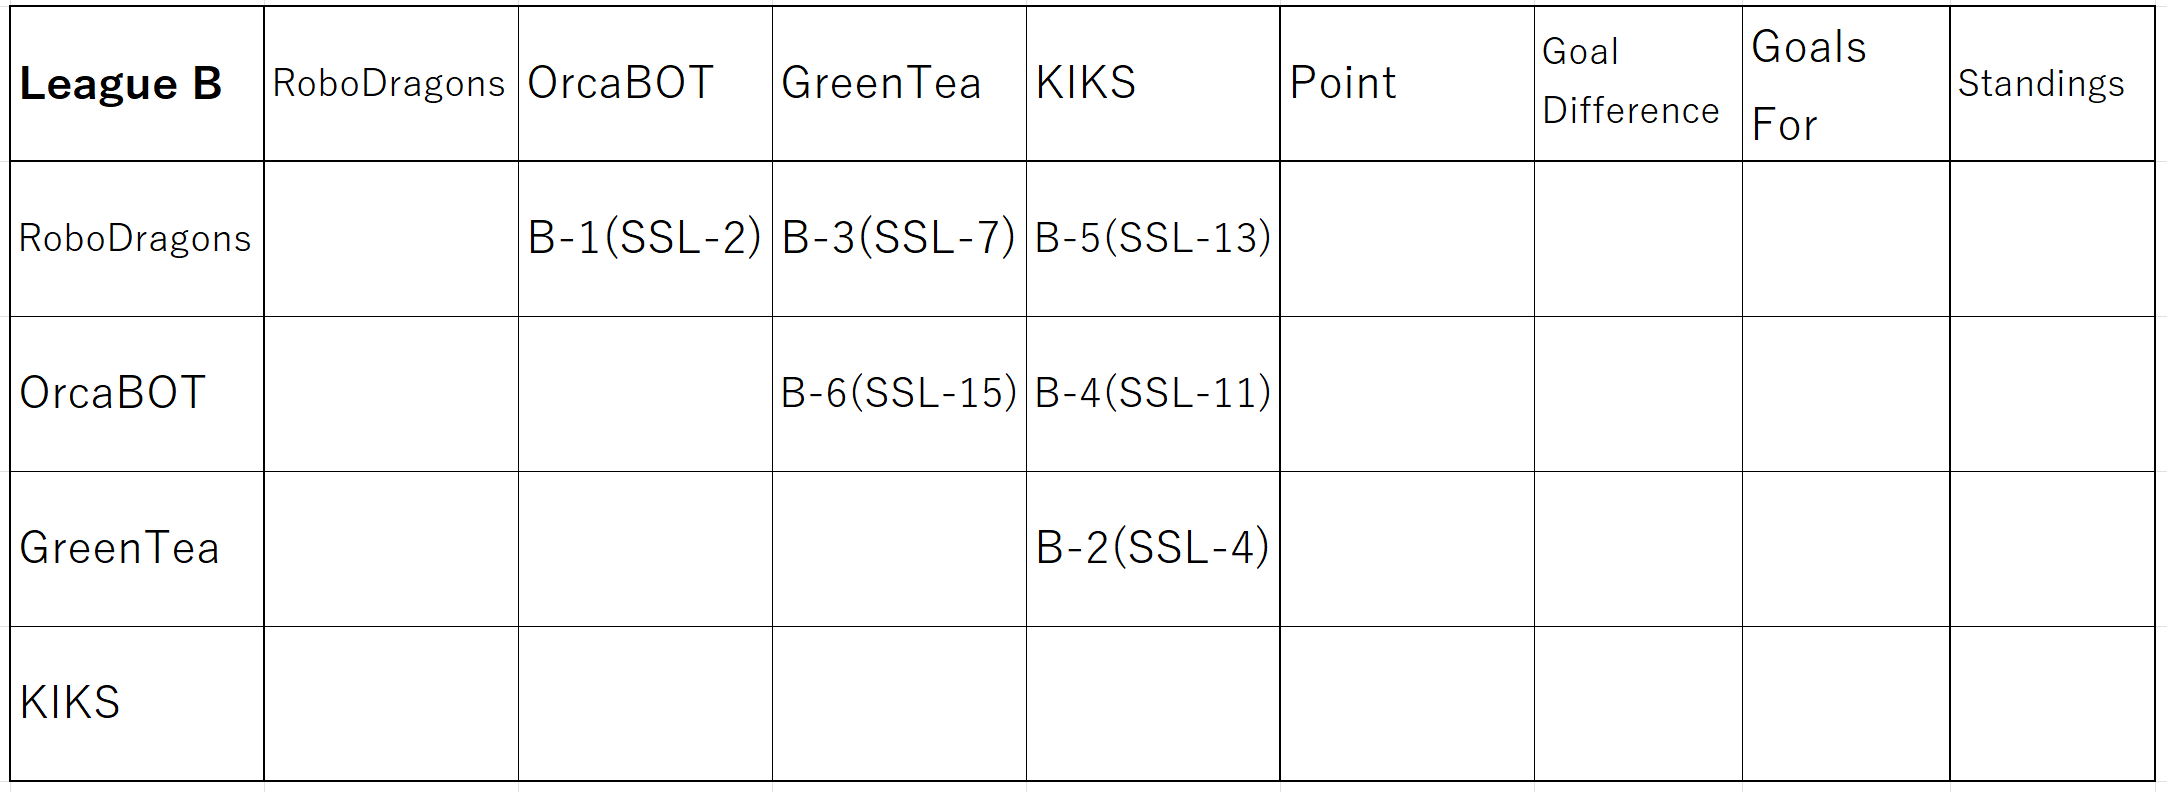 League B RoboDragons OrcaBOT GreenTea KIKS Point Goal Difference Goals For Standings
RoboDragons B-1(SSL-2) B-3(SSL-7) B-5(SSL-13)
OrcaBOT B-6(SSL-15) B-4(SSL-11)
GreenTea B-2(SSL-4)
KIKS